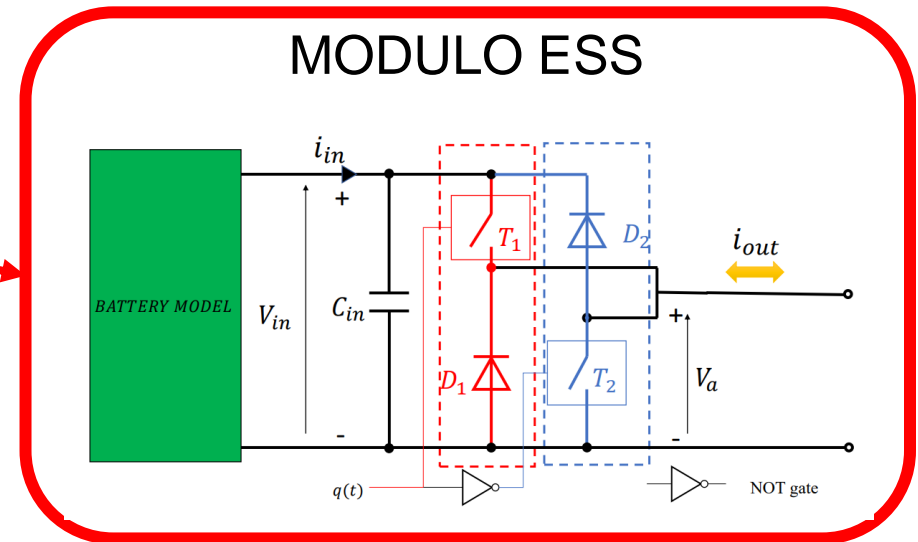 MODULO ESS
i_in
+
T_1
D_2
i_out
BATTERY MODEL
V_in
C_in
+
D_1
T_2
V_a
-
-
q(t)
NOT gate